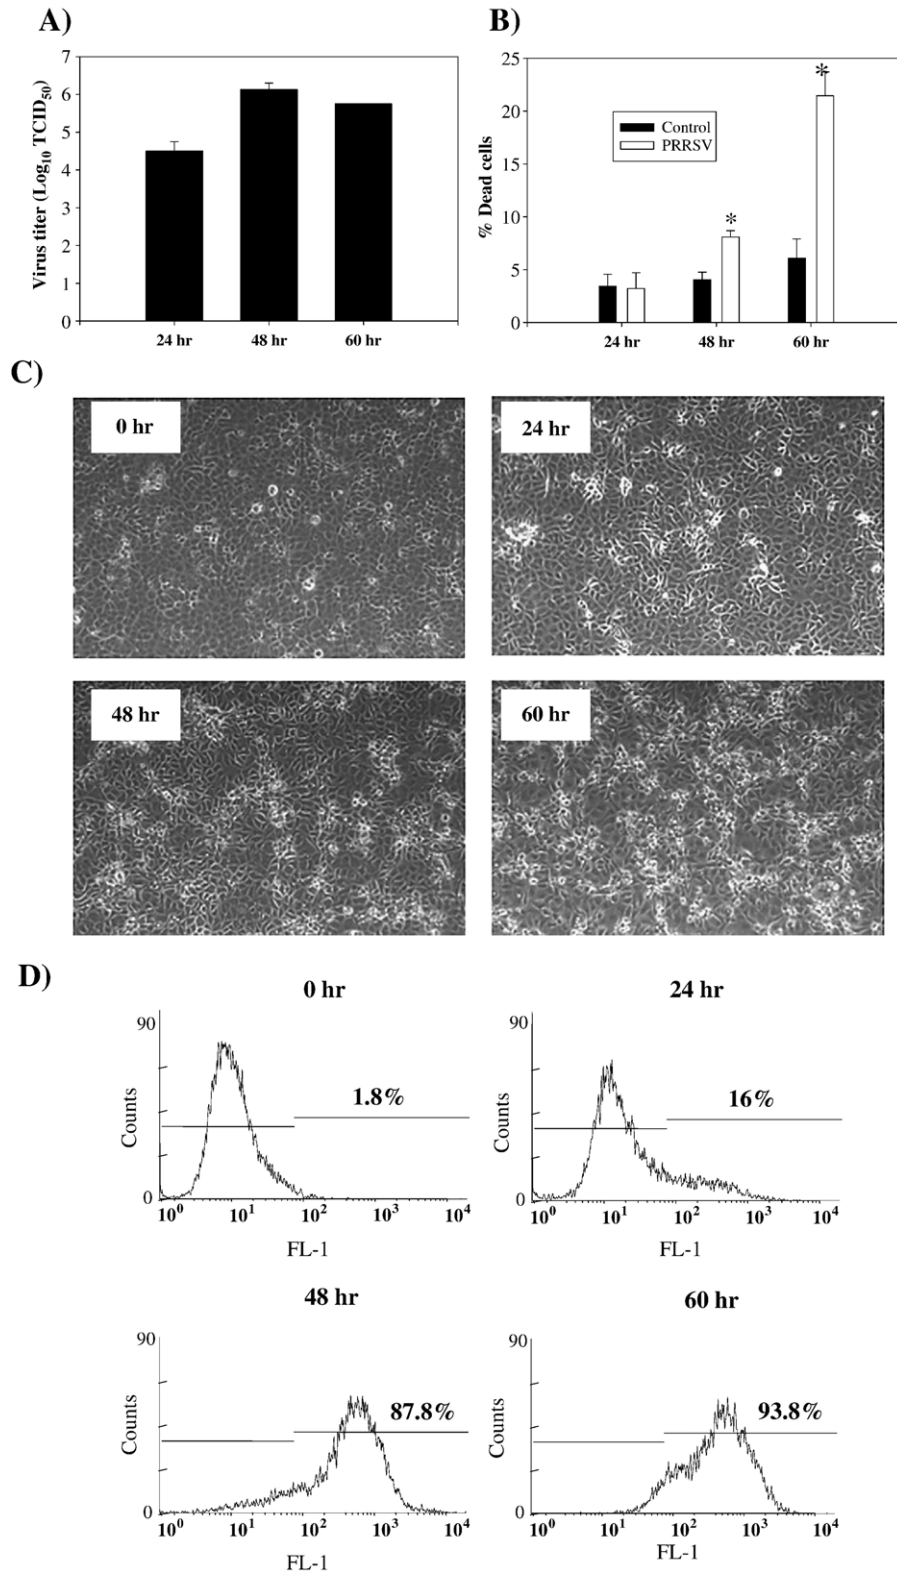 A)
Virus titer (Log10 TCID50)
7
6
5
4
3
2
1
0
24 hr 48 hr 60 hr
B)
% Dead cells
25
20
15
10
5
0
Control
PRRSV
*
*
24 hr 48 hr 60 hr
C)
0 hr
24 hr
48 hr
60 hr
D)
0 hr
90
Counts
0
1.8%
10^0 10^1 10^2 10^3 10^4
FL-1
24 hr
90
Counts
0
16%
10^0 10^1 10^2 10^3 10^4
FL-1
48 hr
90
Counts
0
87.8%
10^0 10^1 10^2 10^3 10^4
FL-1
60 hr
90
Counts
0
93.8%
10^0 10^1 10^2 10^3 10^4
FL-1